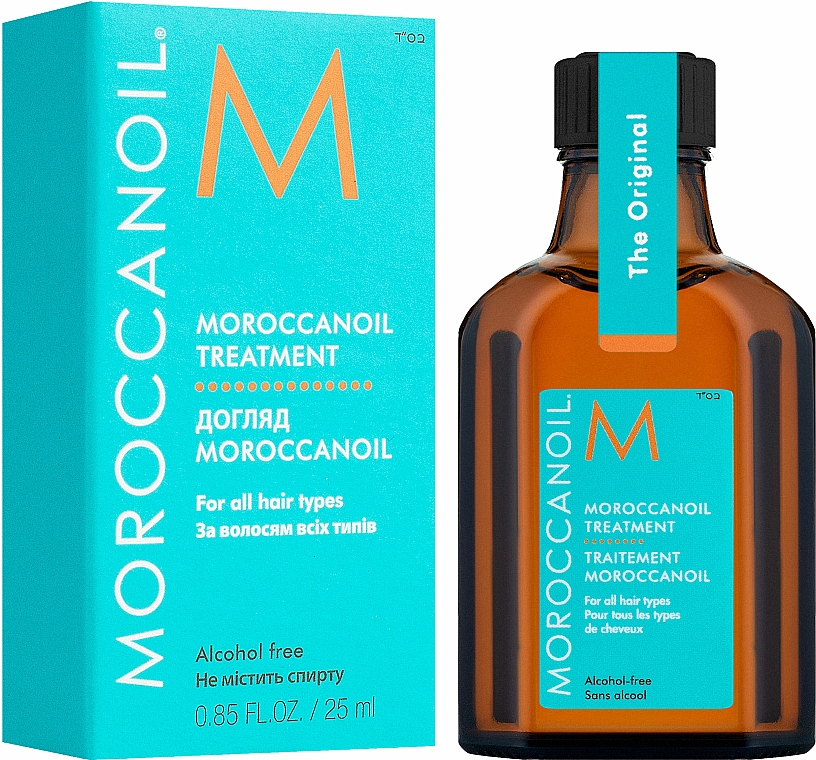 MOROCCANOIL®
M
בס"ד
MOROCCANOIL
TREATMENT
ДОГЛЯД
MOROCCANOIL
For all hair types
За волосям всіх типів
Alcohol free
Не містить спирту
0.85 FL.OZ. / 25 ml
The Original
MOROCCANOIL®
M
בס"ד
MOROCCANOIL
TREATMENT
TRAITEMENT
MOROCCANOIL
For all hair types
Pour tous les types
de cheveux
Alcohol-free
Sans alcool